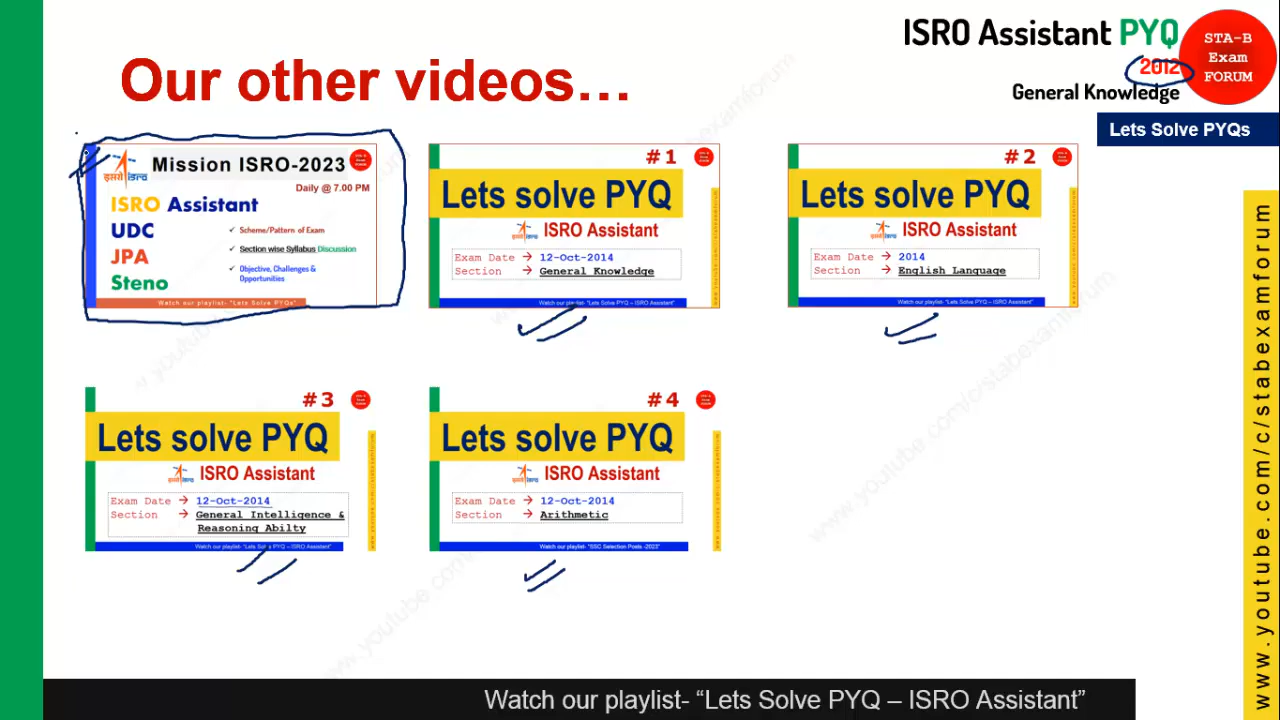 ISRO Assistant PYQ
2012
General Knowledge
STA-B
Exam
FORUM
Lets Solve PYQs
Our other videos…
इसरो isro
Mission ISRO-2023
Daily @ 7.00 PM
ISRO Assistant
UDC
JPA
Steno
✓ Scheme/Pattern of Exam
✓ Section wise Syllabus Discussion
✓ Objective, Challenges &
Opportunities
Watch our playlist- "Lets Solve PYQs"
#1
Lets solve PYQ
ISRO Assistant
Exam Date → 12-Oct-2014
Section → General Knowledge
Watch our playlist- "Lets Solve PYQ – ISRO Assistant"
#2
Lets solve PYQ
ISRO Assistant
Exam Date → 2014
Section → English Language
Watch our playlist- "Lets Solve PYQ – ISRO Assistant"
#3
Lets solve PYQ
ISRO Assistant
Exam Date → 12-Oct-2014
Section → General Intelligence &
Reasoning Abilty
Watch our playlist- "Lets Solve PYQ – ISRO Assistant"
#4
Lets solve PYQ
ISRO Assistant
Exam Date → 12-Oct-2014
Section → Arithmetic
Watch our playlist- "SSC Selection Posts -2023"
www.youtube.com/c/stabexamforum
Watch our playlist- “Lets Solve PYQ – ISRO Assistant”